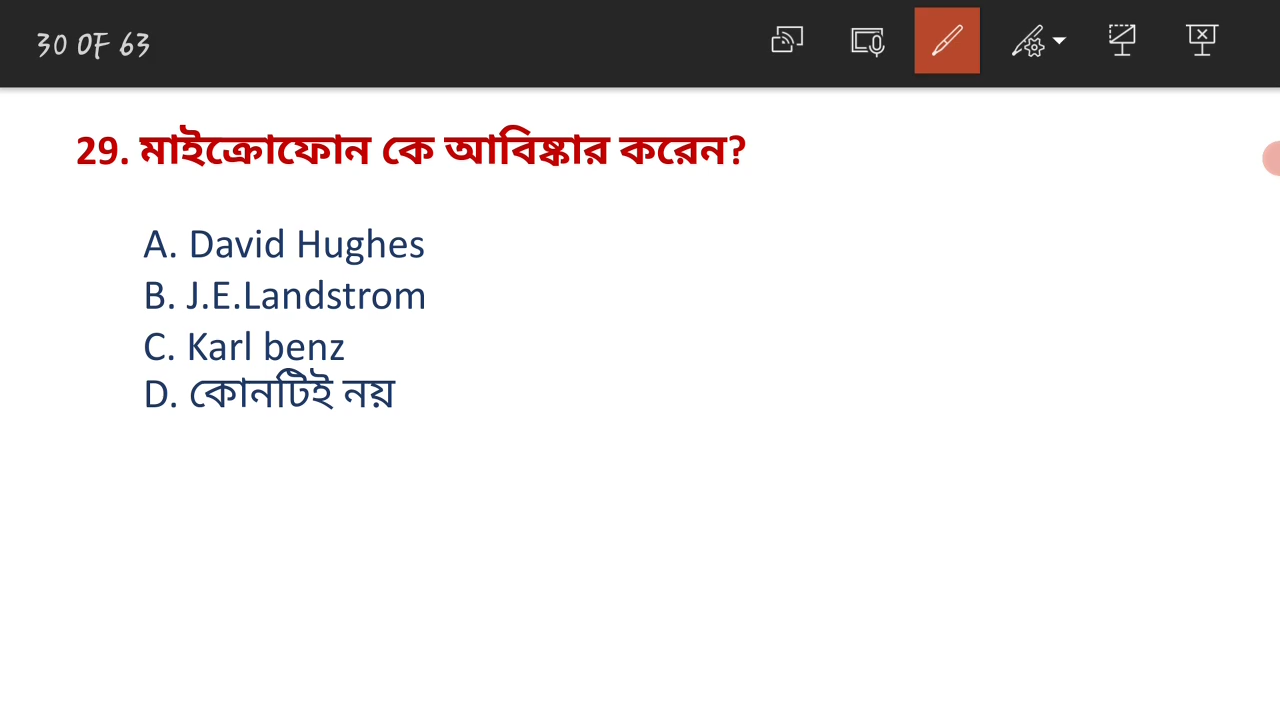 30 OF 63
29. মাইক্রোফোন কে আবিষ্কার করেন?
A. David Hughes
B. J.E.Landstrom
C. Karl benz
D. কোনটিই নয়